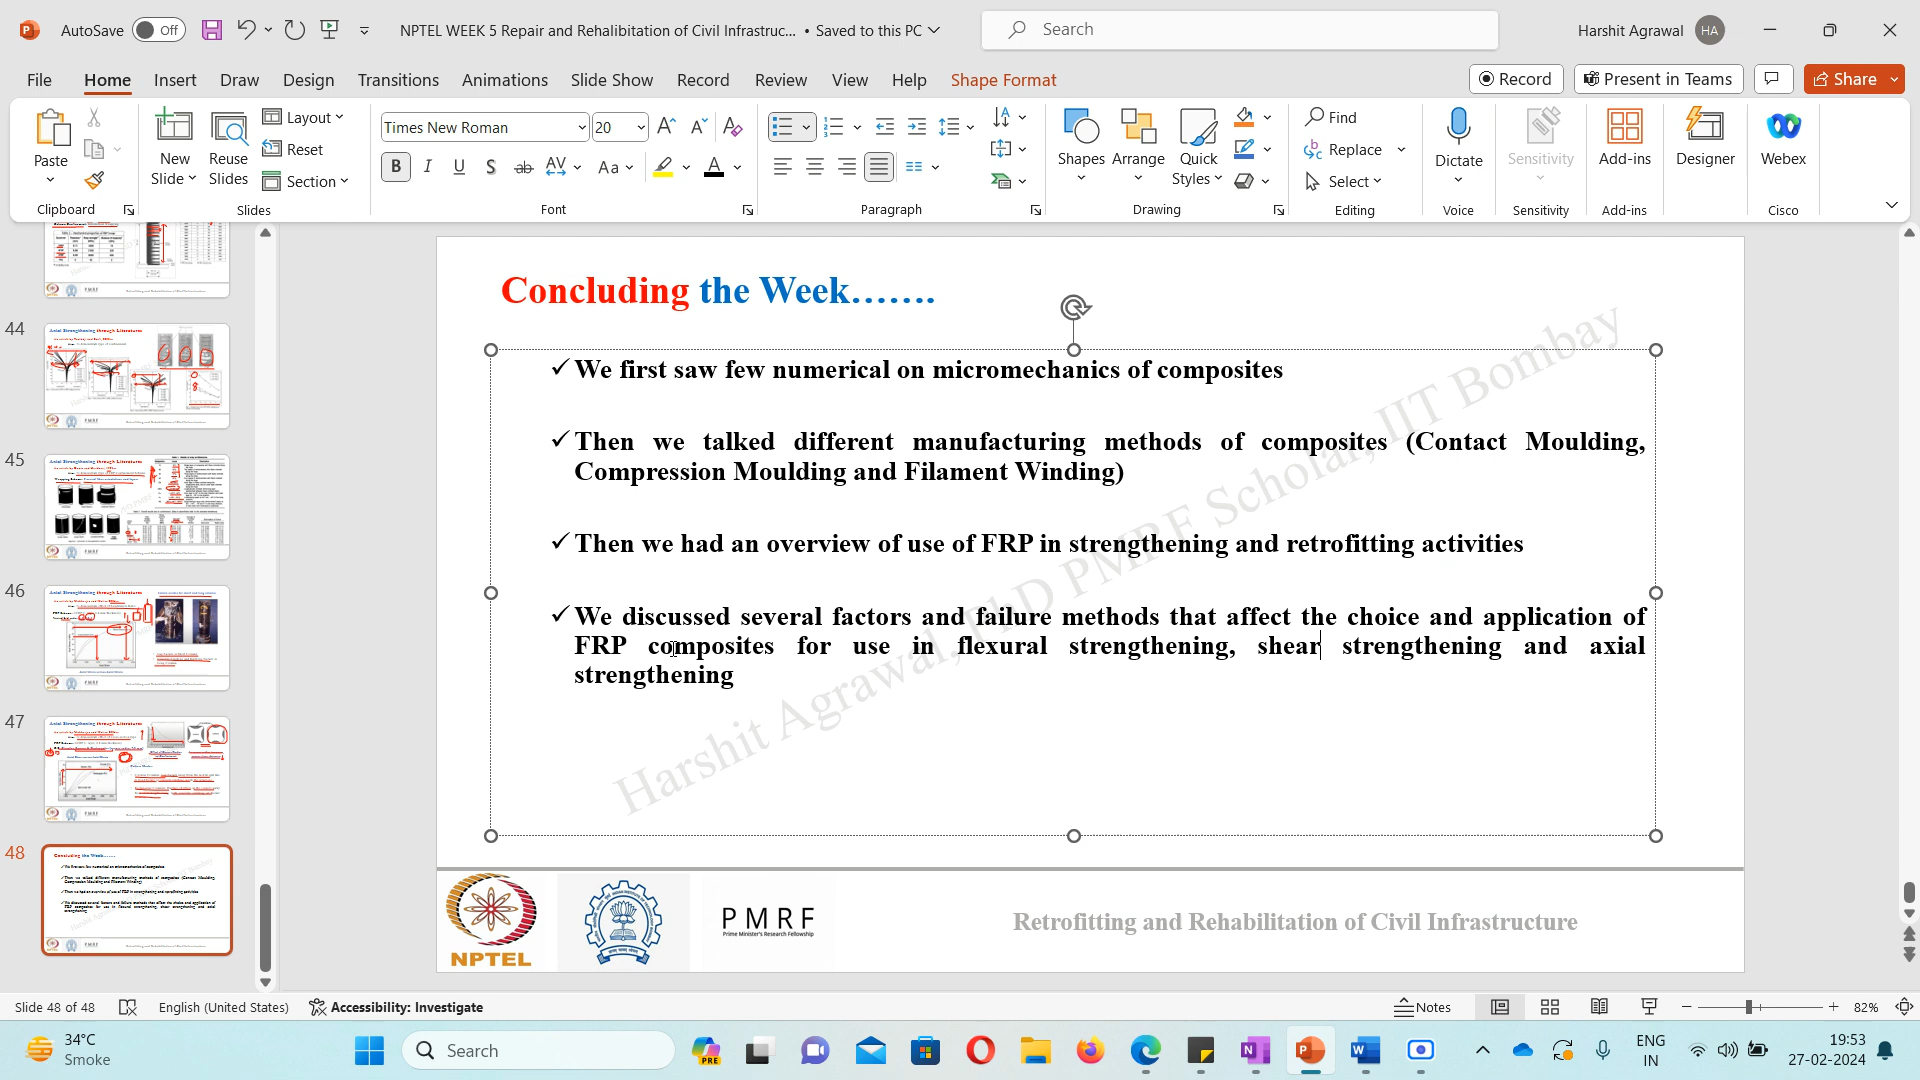 AutoSave Off NPTEL WEEK 5 Repair and Rehalibitation of Civil Infrastruc... • Saved to this PC Search Harshit Agrawal HA
File Home Insert Draw Design Transitions Animations Slide Show Record Review View Help Shape Format Record Present in Teams Share
Paste New Slide Reuse Slides Layout Reset Section Times New Roman 20 Shapes Arrange Quick Styles Find Replace Select Dictate Sensitivity Add-ins Designer Webex
Clipboard Slides Font Paragraph Drawing Editing Voice Sensitivity Add-ins Cisco
Concluding the Week…….
✓ We first saw few numerical on micromechanics of composites
✓ Then we talked different manufacturing methods of composites (Contact Moulding,
Compression Moulding and Filament Winding)
✓ Then we had an overview of use of FRP in strengthening and retrofitting activities
✓ We discussed several factors and failure methods that affect the choice and application of
FRP composites for use in flexural strengthening, shear strengthening and axial
strengthening
Harshit Agrawal, PhD PMRF Scholar, IIT Bombay
NPTEL
PMRF
Prime Minister's Research Fellowship
Retrofitting and Rehabilitation of Civil Infrastructure
44
45
46
47
48
Slide 48 of 48 English (United States) Accessibility: Investigate Notes 82%
34°C
Smoke
Search
PRE
ENG
IN
19:53
27-02-2024